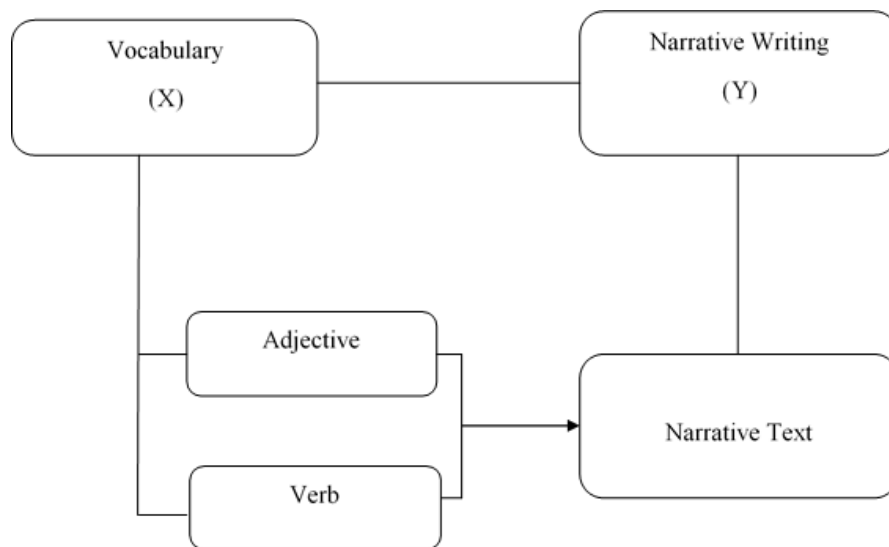 Vocabulary
(X)
Narrative Writing
(Y)
Adjective
Verb
Narrative Text